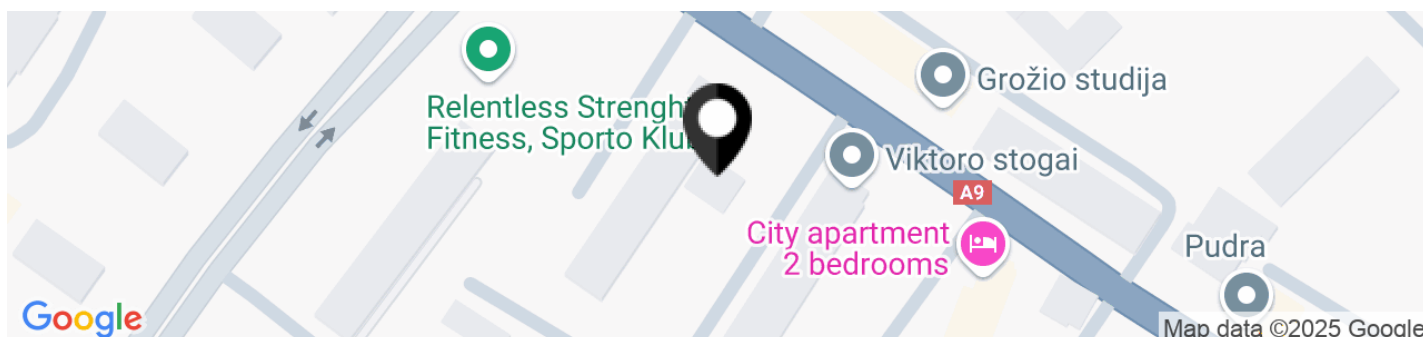 Relentless Strenght
Fitness, Sporto Klub
Grožio studija
Viktoro stogai
A9
City apartment
2 bedrooms
Pudra
Google
Map data ©2025 Google